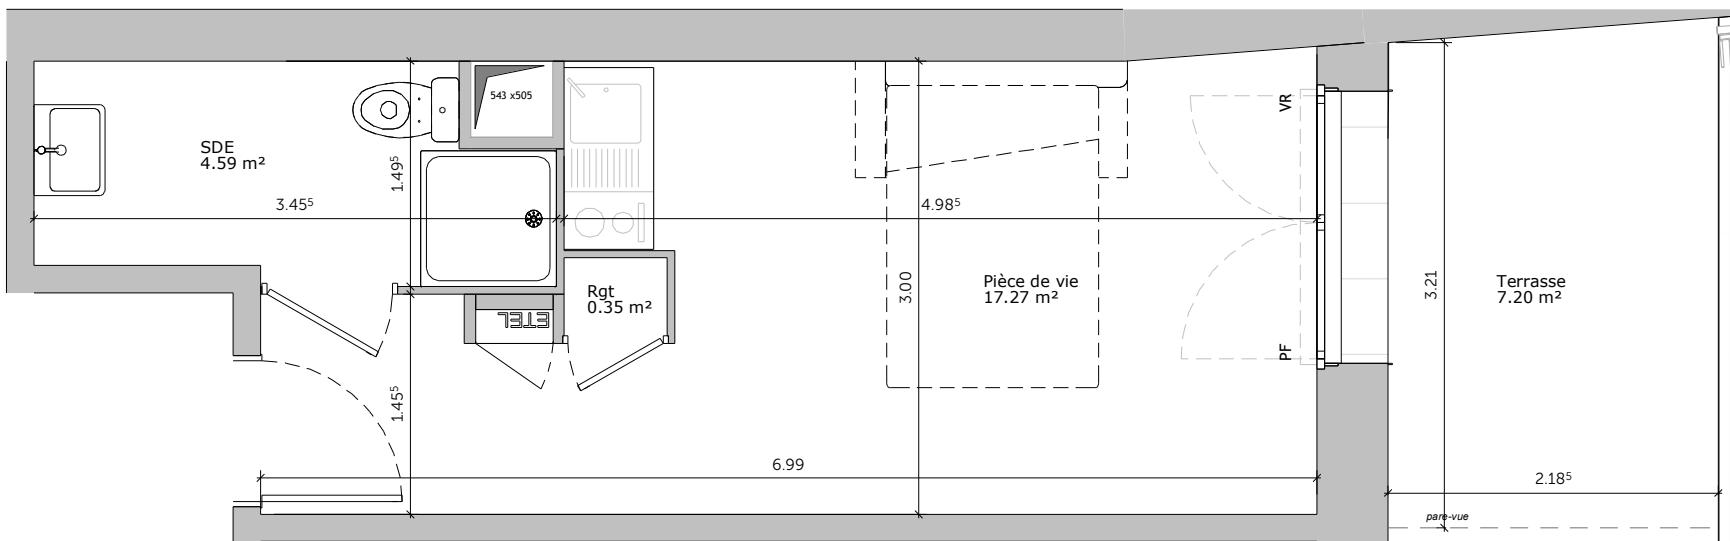 SDE
4.59 m²
543 x505
1.49⁵
3.45⁵
4.98⁵
VR
PF
3.00
Pièce de vie
17.27 m²
Rgt
0.35 m²
ETEL
1.45⁵
6.99
3.21
Terrasse
7.20 m²
2.18⁵
pare-vue